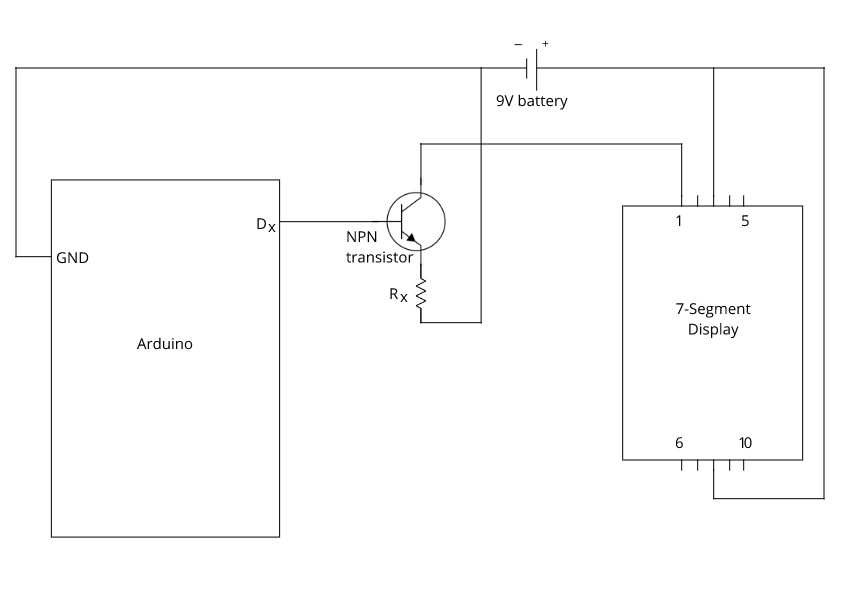 − +
9V battery
1 5
Dx
NPN
transistor
GND
Rx
7-Segment
Display
Arduino
6 10